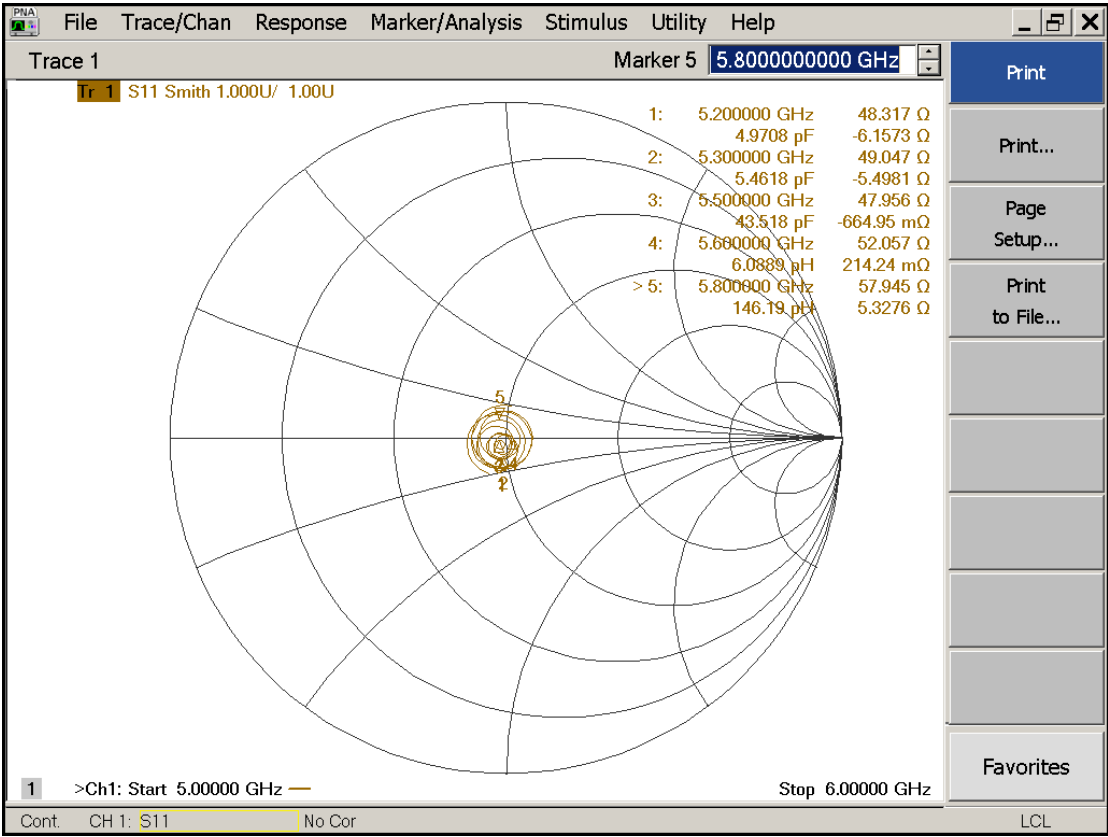 PNA File Trace/Chan Response Marker/Analysis Stimulus Utility Help
Trace 1 Marker 5 5.8000000000 GHz
Tr 1 S11 Smith 1.000U/ 1.00U
1: 5.200000 GHz 48.317 Ω
4.9708 pF -6.1573 Ω
2: 5.300000 GHz 49.047 Ω
5.4618 pF -5.4981 Ω
3: 5.500000 GHz 47.956 Ω
43.518 pF -664.95 mΩ
4: 5.600000 GHz 52.057 Ω
6.0889 pH 214.24 mΩ
> 5: 5.800000 GHz 57.945 Ω
146.19 pH 5.3276 Ω
5
4
2
1 >Ch1: Start 5.00000 GHz
Stop 6.00000 GHz
Cont. CH 1: S11 No Cor LCL
Print
Print...
Page
Setup...
Print
to File...
Favorites